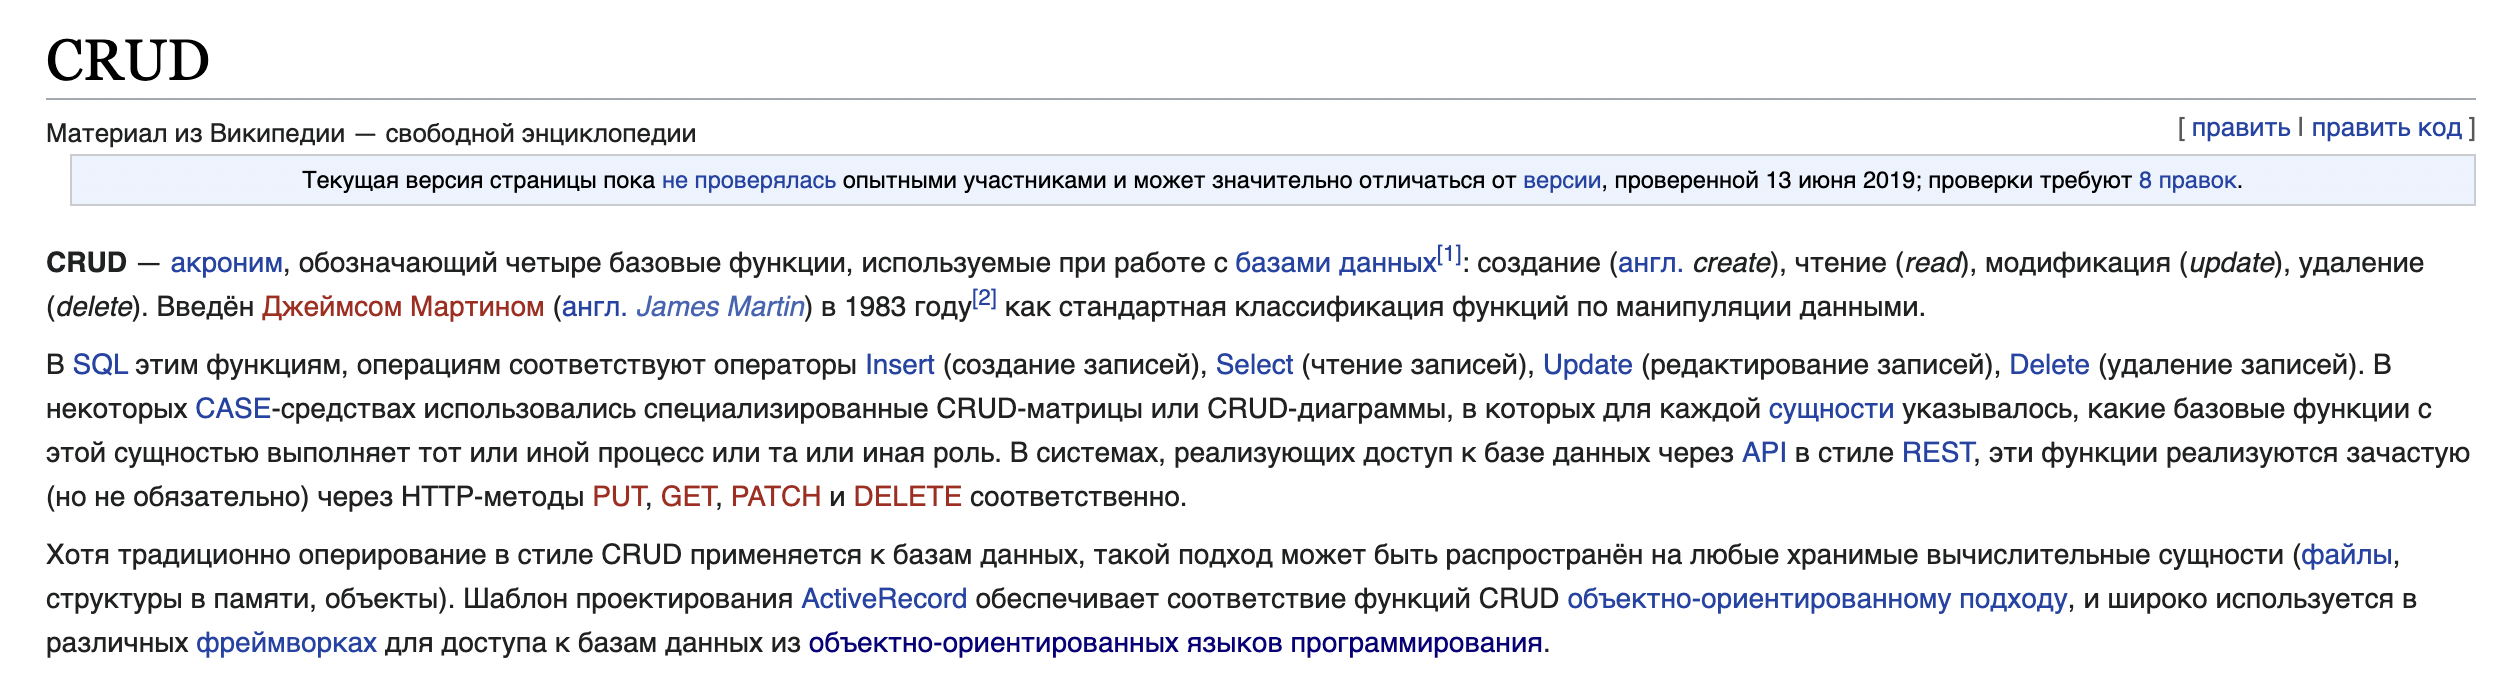 CRUD
Материал из Википедии — свободной энциклопедии
[ править | править код ]
Текущая версия страницы пока не проверялась опытными участниками и может значительно отличаться от версии, проверенной 13 июня 2019; проверки требуют 8 правок.
CRUD — акроним, обозначающий четыре базовые функции, используемые при работе с базами данных[1]: создание (англ. create), чтение (read), модификация (update), удаление
(delete). Введён Джеймсом Мартином (англ. James Martin) в 1983 году[2] как стандартная классификация функций по манипуляции данными.
В SQL этим функциям, операциям соответствуют операторы Insert (создание записей), Select (чтение записей), Update (редактирование записей), Delete (удаление записей). В
некоторых CASE-средствах использовались специализированные CRUD-матрицы или CRUD-диаграммы, в которых для каждой сущности указывалось, какие базовые функции с
этой сущностью выполняет тот или иной процесс или та или иная роль. В системах, реализующих доступ к базе данных через API в стиле REST, эти функции реализуются зачастую
(но не обязательно) через HTTP-методы PUT, GET, PATCH и DELETE соответственно.
Хотя традиционно оперирование в стиле CRUD применяется к базам данных, такой подход может быть распространён на любые хранимые вычислительные сущности (файлы,
структуры в памяти, объекты). Шаблон проектирования ActiveRecord обеспечивает соответствие функций CRUD объектно-ориентированному подходу, и широко используется в
различных фреймворках для доступа к базам данных из объектно-ориентированных языков программирования.